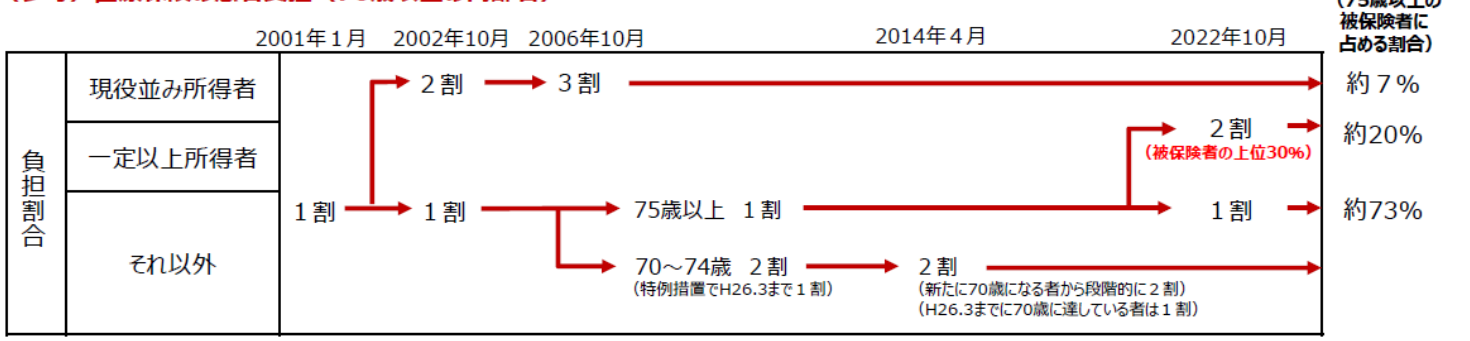 （75歳以上の
被保険者に
占める割合）
2001年１月 2002年10月 2006年10月 2014年４月 2022年10月
負担割合
現役並み所得者 ２割 ３割 約７%
一定以上所得者 ２割 約20%
（被保険者の上位30%）
１割 １割 75歳以上 １割 １割 約73%
それ以外 70～74歳 ２割 ２割
（特例措置でH26.3まで１割） （新たに70歳になる者から段階的に２割）
（H26.3までに70歳に達している者は１割）